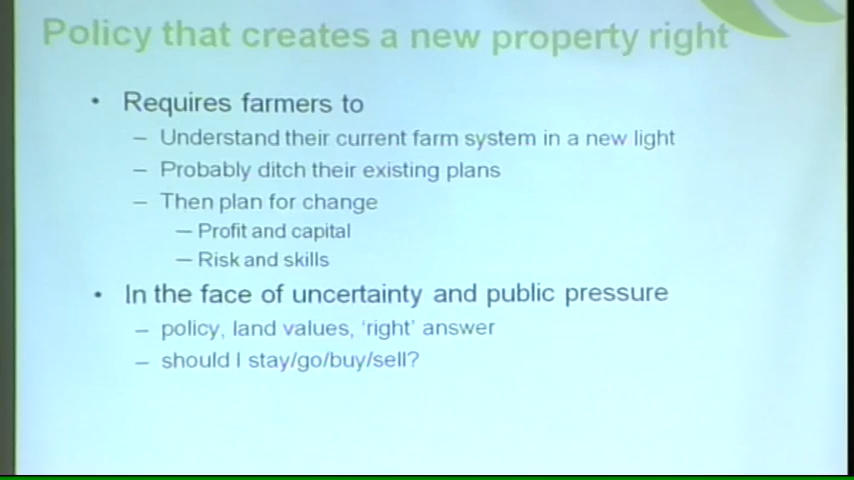 Policy that creates a new property right
• Requires farmers to
– Understand their current farm system in a new light
– Probably ditch their existing plans
– Then plan for change
— Profit and capital
— Risk and skills
• In the face of uncertainty and public pressure
– policy, land values, ‘right’ answer
– should I stay/go/buy/sell?